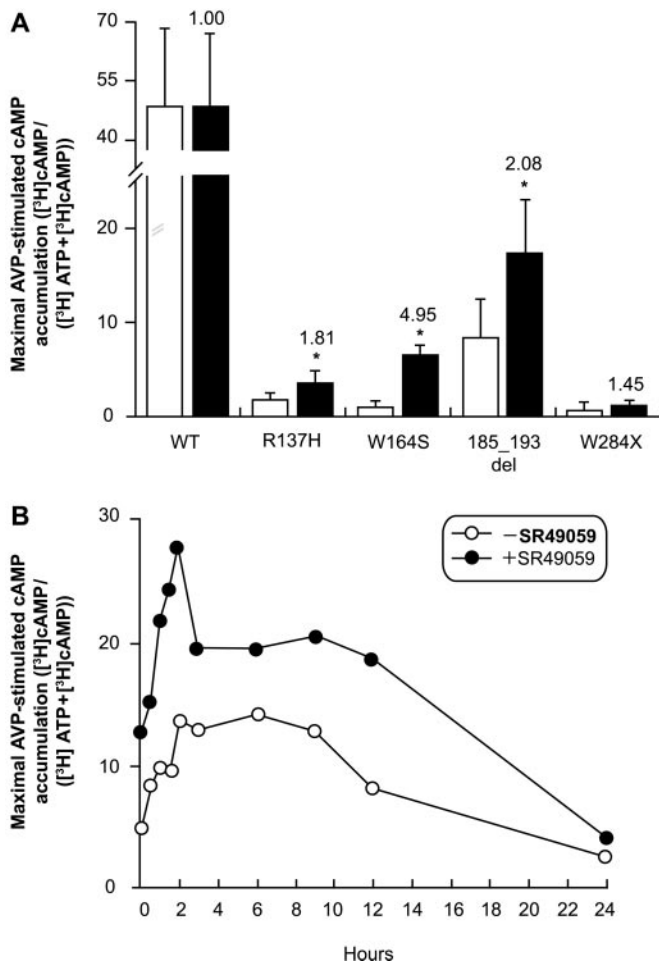 A
Maximal AVP-stimulated cAMP
accumulation ([³H]cAMP/
([³H] ATP+[³H]cAMP))
70
55
40
20
10
0
1.00
1.81
*
4.95
*
2.08
*
1.45
WT
R137H
W164S
185_193
del
W284X
B
Maximal AVP-stimulated cAMP
accumulation ([³H]cAMP/
([³H] ATP+[³H]cAMP))
30
20
10
0
−SR49059
+SR49059
0 2 4 6 8 10 12 14 16 18 20 22 24
Hours